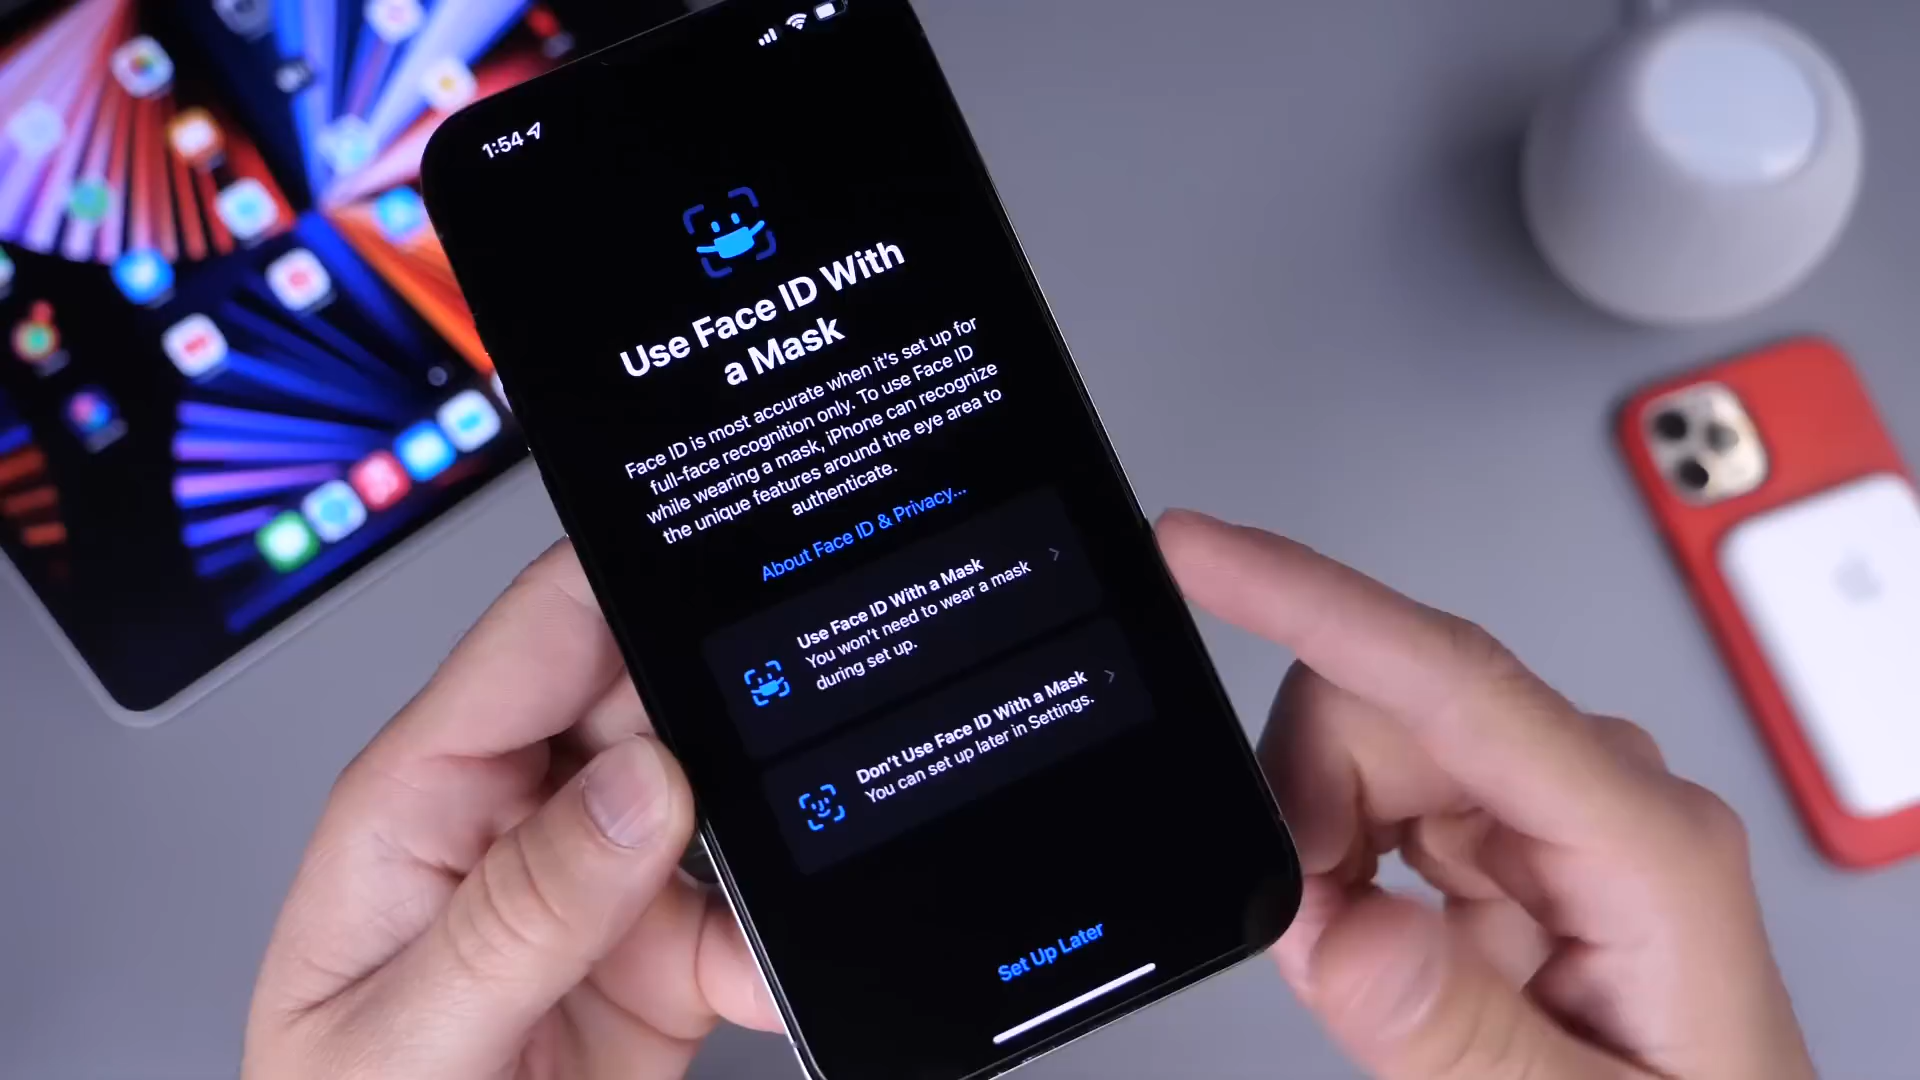 1:54
Use Face ID With
a Mask
Face ID is most accurate when it's set up for
full-face recognition only. To use Face ID
while wearing a mask, iPhone can recognize
the unique features around the eye area to
authenticate.
About Face ID & Privacy...
Use Face ID With a Mask
You won't need to wear a mask
during set up.
Don't Use Face ID With a Mask
You can set up later in Settings.
Set Up Later